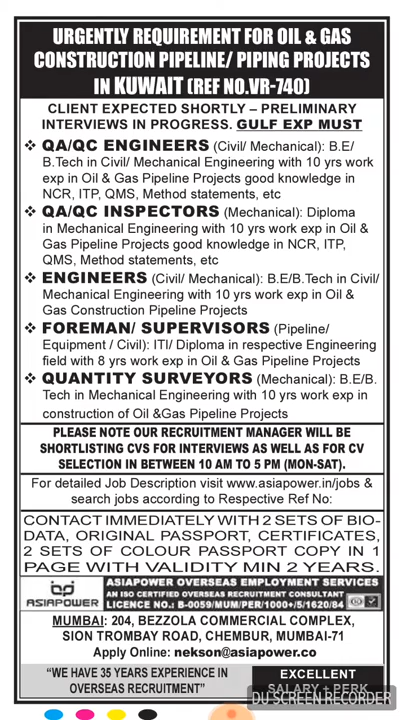 URGENTLY REQUIREMENT FOR OIL & GAS
CONSTRUCTION PIPELINE/ PIPING PROJECTS
IN KUWAIT (REF NO.VR-740)
CLIENT EXPECTED SHORTLY – PRELIMINARY
INTERVIEWS IN PROGRESS. GULF EXP MUST
❖ QA/QC ENGINEERS (Civil/ Mechanical): B.E/
B.Tech in Civil/ Mechanical Engineering with 10 yrs work
exp in Oil & Gas Pipeline Projects good knowledge in
NCR, ITP, QMS, Method statements, etc
❖ QA/QC INSPECTORS (Mechanical): Diploma
in Mechanical Engineering with 10 yrs work exp in Oil &
Gas Pipeline Projects good knowledge in NCR, ITP,
QMS, Method statements, etc
❖ ENGINEERS (Civil/ Mechanical): B.E/B.Tech in Civil/
Mechanical Engineering with 10 yrs work exp in Oil &
Gas Construction Pipeline Projects
❖ FOREMAN/ SUPERVISORS (Pipeline/
Equipment / Civil): ITI/ Diploma in respective Engineering
field with 8 yrs work exp in Oil & Gas Pipeline Projects
❖ QUANTITY SURVEYORS (Mechanical): B.E/B.
Tech in Mechanical Engineering with 10 yrs work exp in
construction of Oil &Gas Pipeline Projects
PLEASE NOTE OUR RECRUITMENT MANAGER WILL BE
SHORTLISTING CVS FOR INTERVIEWS AS WELL AS FOR CV
SELECTION IN BETWEEN 10 AM TO 5 PM (MON-SAT).
For detailed Job Description visit www.asiapower.in/jobs &
search jobs according to Respective Ref No:
CONTACT IMMEDIATELY WITH 2 SETS OF BIO-
DATA, ORIGINAL PASSPORT, CERTIFICATES,
2 SETS OF COLOUR PASSPORT COPY IN 1
PAGE WITH VALIDITY MIN 2 YEARS.
ASIAPOWER
ASIAPOWER OVERSEAS EMPLOYMENT SERVICES
AN ISO CERTIFIED OVERSEAS RECRUITMENT CONSULTANT
LICENCE NO.: B-0059/MUM/PER/1000+/5/1620/84
MUMBAI: 204, BEZZOLA COMMERCIAL COMPLEX,
SION TROMBAY ROAD, CHEMBUR, MUMBAI-71
Apply Online: nekson@asiapower.co
“WE HAVE 35 YEARS EXPERIENCE IN
OVERSEAS RECRUITMENT”
EXCELLENT
SALARY + PERK
DU SCREEN RECORDER